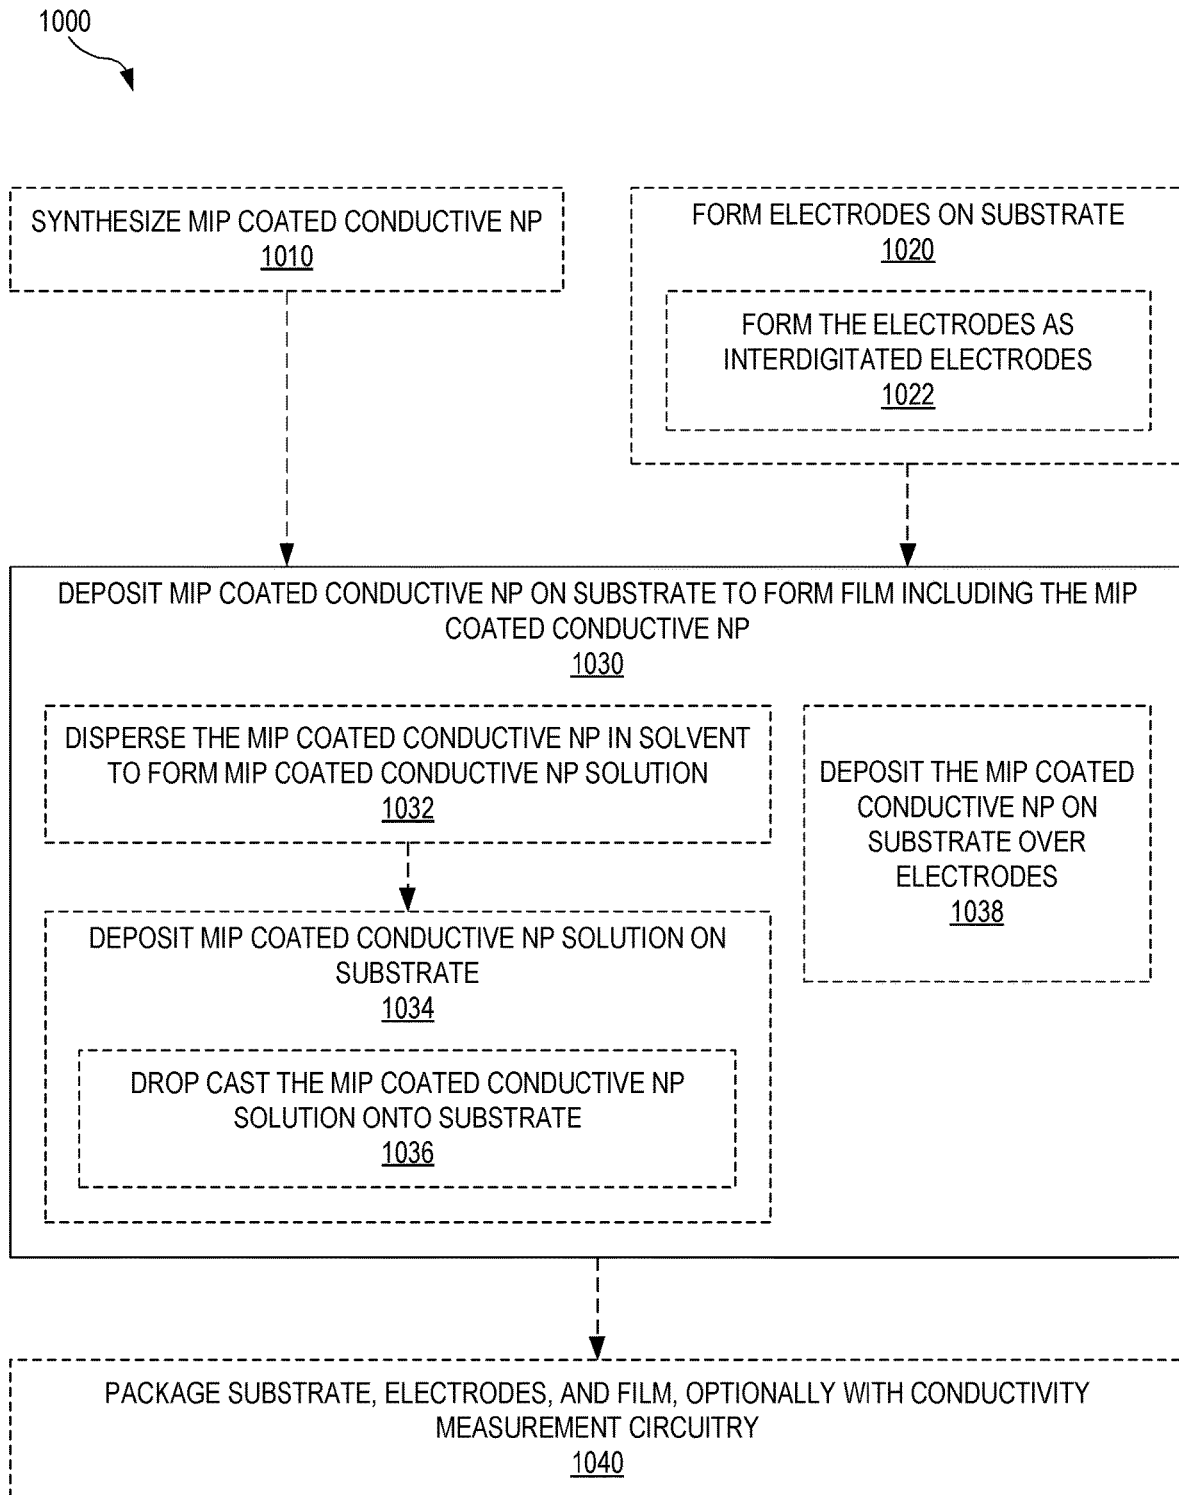 1000
SYNTHESIZE MIP COATED CONDUCTIVE NP
1010
FORM ELECTRODES ON SUBSTRATE
1020
FORM THE ELECTRODES AS
INTERDIGITATED ELECTRODES
1022
DEPOSIT MIP COATED CONDUCTIVE NP ON SUBSTRATE TO FORM FILM INCLUDING THE MIP
COATED CONDUCTIVE NP
1030
DISPERSE THE MIP COATED CONDUCTIVE NP IN SOLVENT
TO FORM MIP COATED CONDUCTIVE NP SOLUTION
1032
DEPOSIT MIP COATED CONDUCTIVE NP SOLUTION ON
SUBSTRATE
1034
DROP CAST THE MIP COATED CONDUCTIVE NP
SOLUTION ONTO SUBSTRATE
1036
DEPOSIT THE MIP COATED
CONDUCTIVE NP ON
SUBSTRATE OVER
ELECTRODES
1038
PACKAGE SUBSTRATE, ELECTRODES, AND FILM, OPTIONALLY WITH CONDUCTIVITY
MEASUREMENT CIRCUITRY
1040